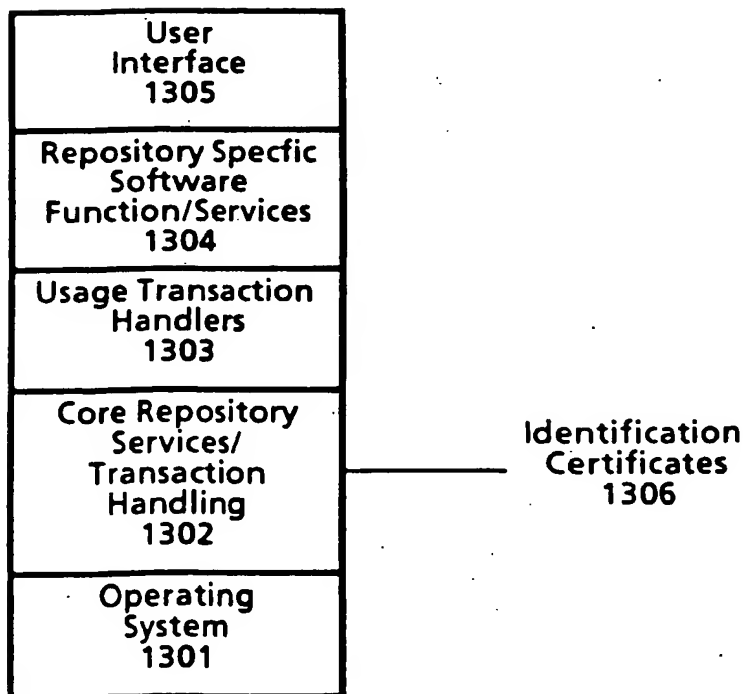 User
Interface
1305
Repository Specfic
Software
Function/Services
1304
Usage Transaction
Handlers
1303
Core Repository
Services/
Transaction
Handling
1302
Identification
Certificates
1306
Operating
System
1301